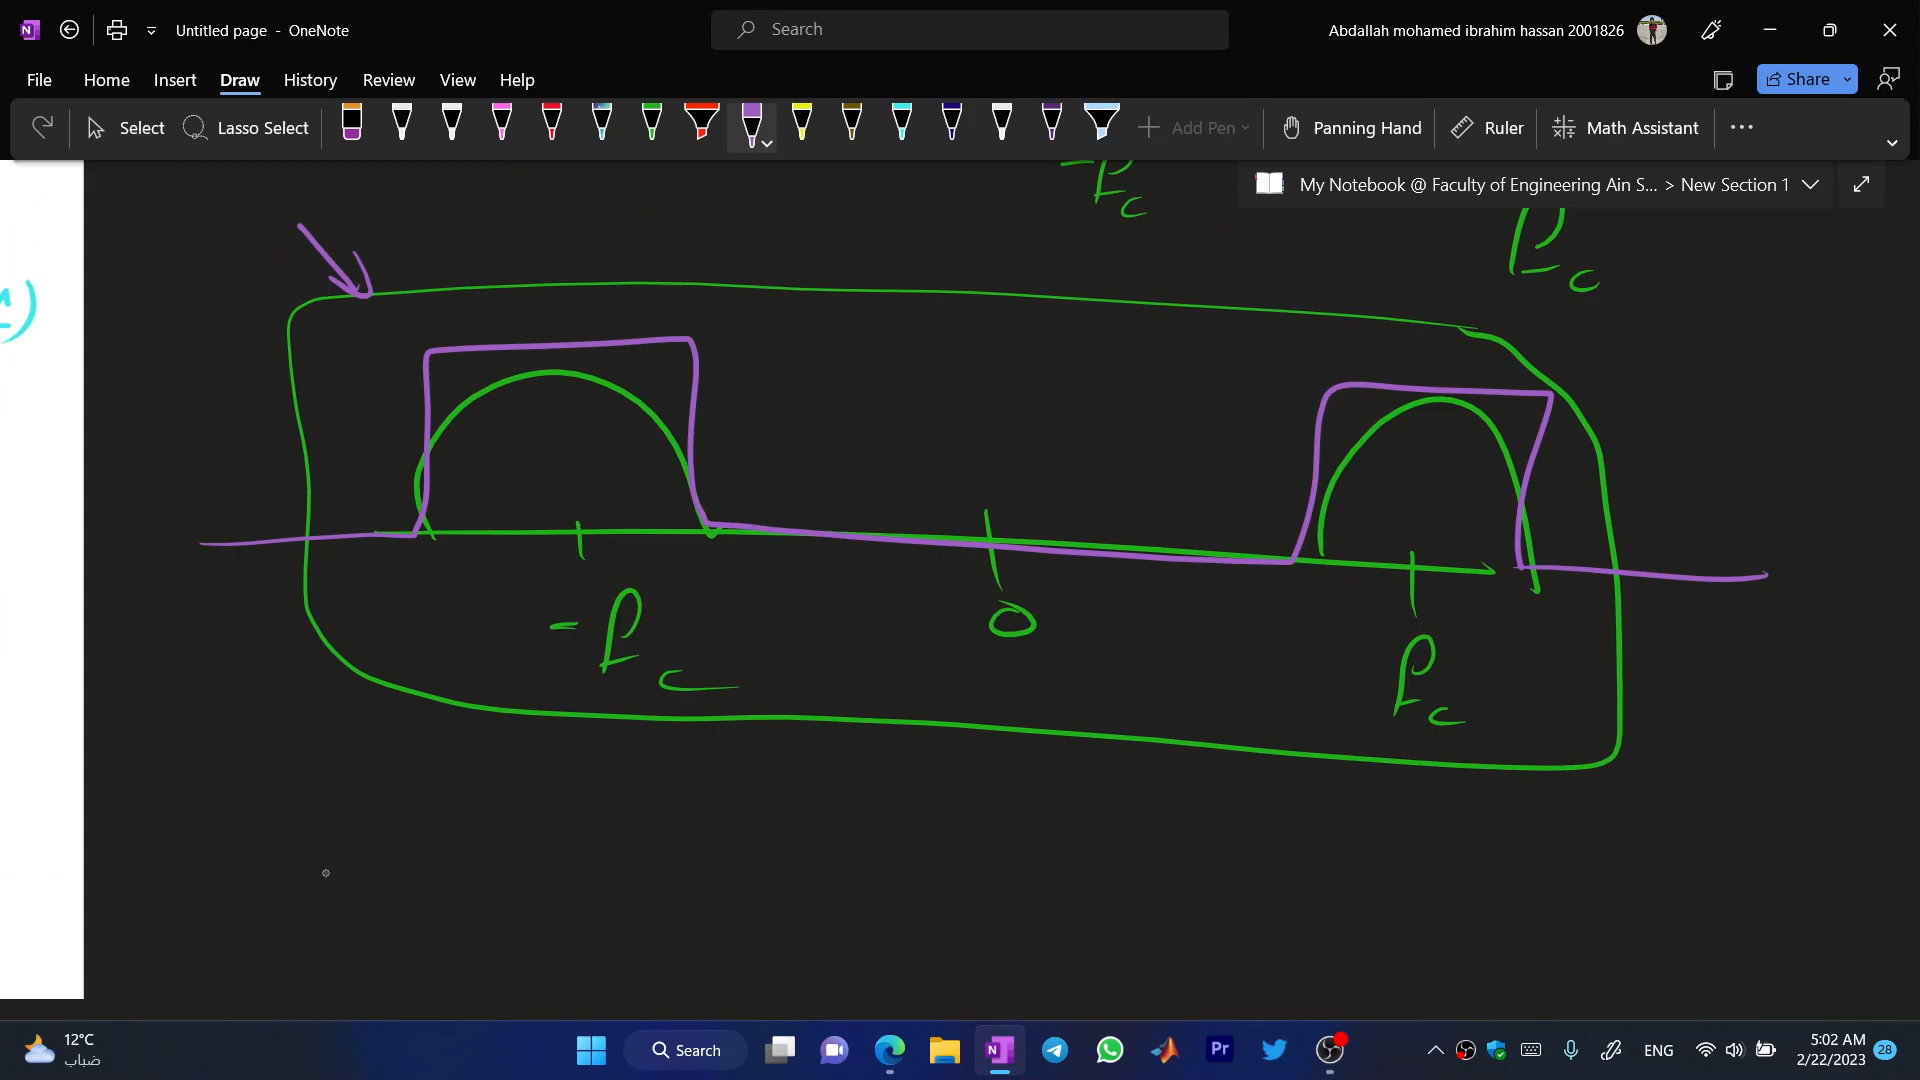 Untitled page - OneNote
Search
Abdallah mohamed ibrahim hassan 2001826
File Home Insert Draw History Review View Help
Share
Select
Lasso Select
Add Pen
Panning Hand
Ruler
Math Assistant
My Notebook @ Faculty of Engineering Ain S... > New Section 1
-fc
fc
)
-fc
0
fc
12°C
ضباب
Search
Pr
ENG
5:02 AM
2/22/2023
28